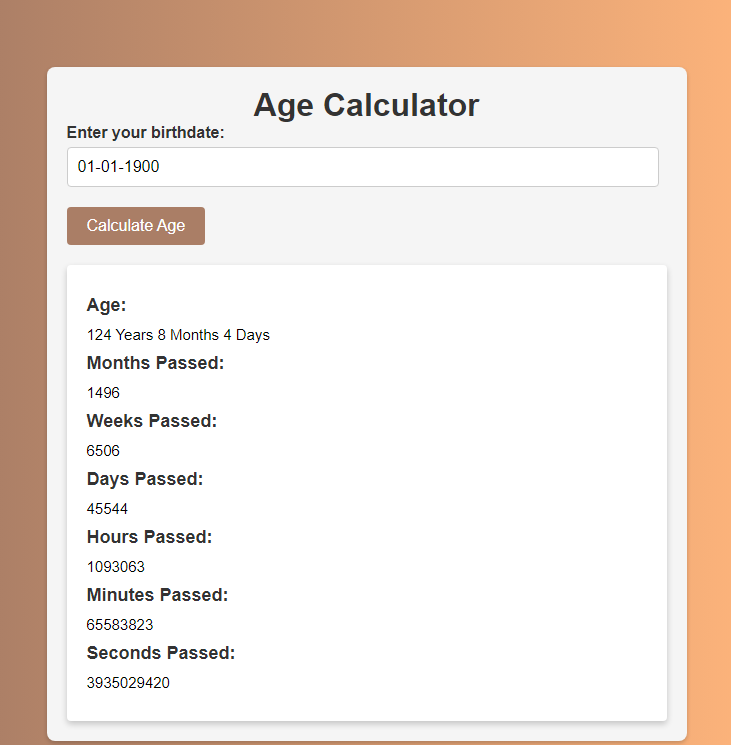 Age Calculator
Enter your birthdate:
01-01-1900
Calculate Age
Age:
124 Years 8 Months 4 Days
Months Passed:
1496
Weeks Passed:
6506
Days Passed:
45544
Hours Passed:
1093063
Minutes Passed:
65583823
Seconds Passed:
3935029420